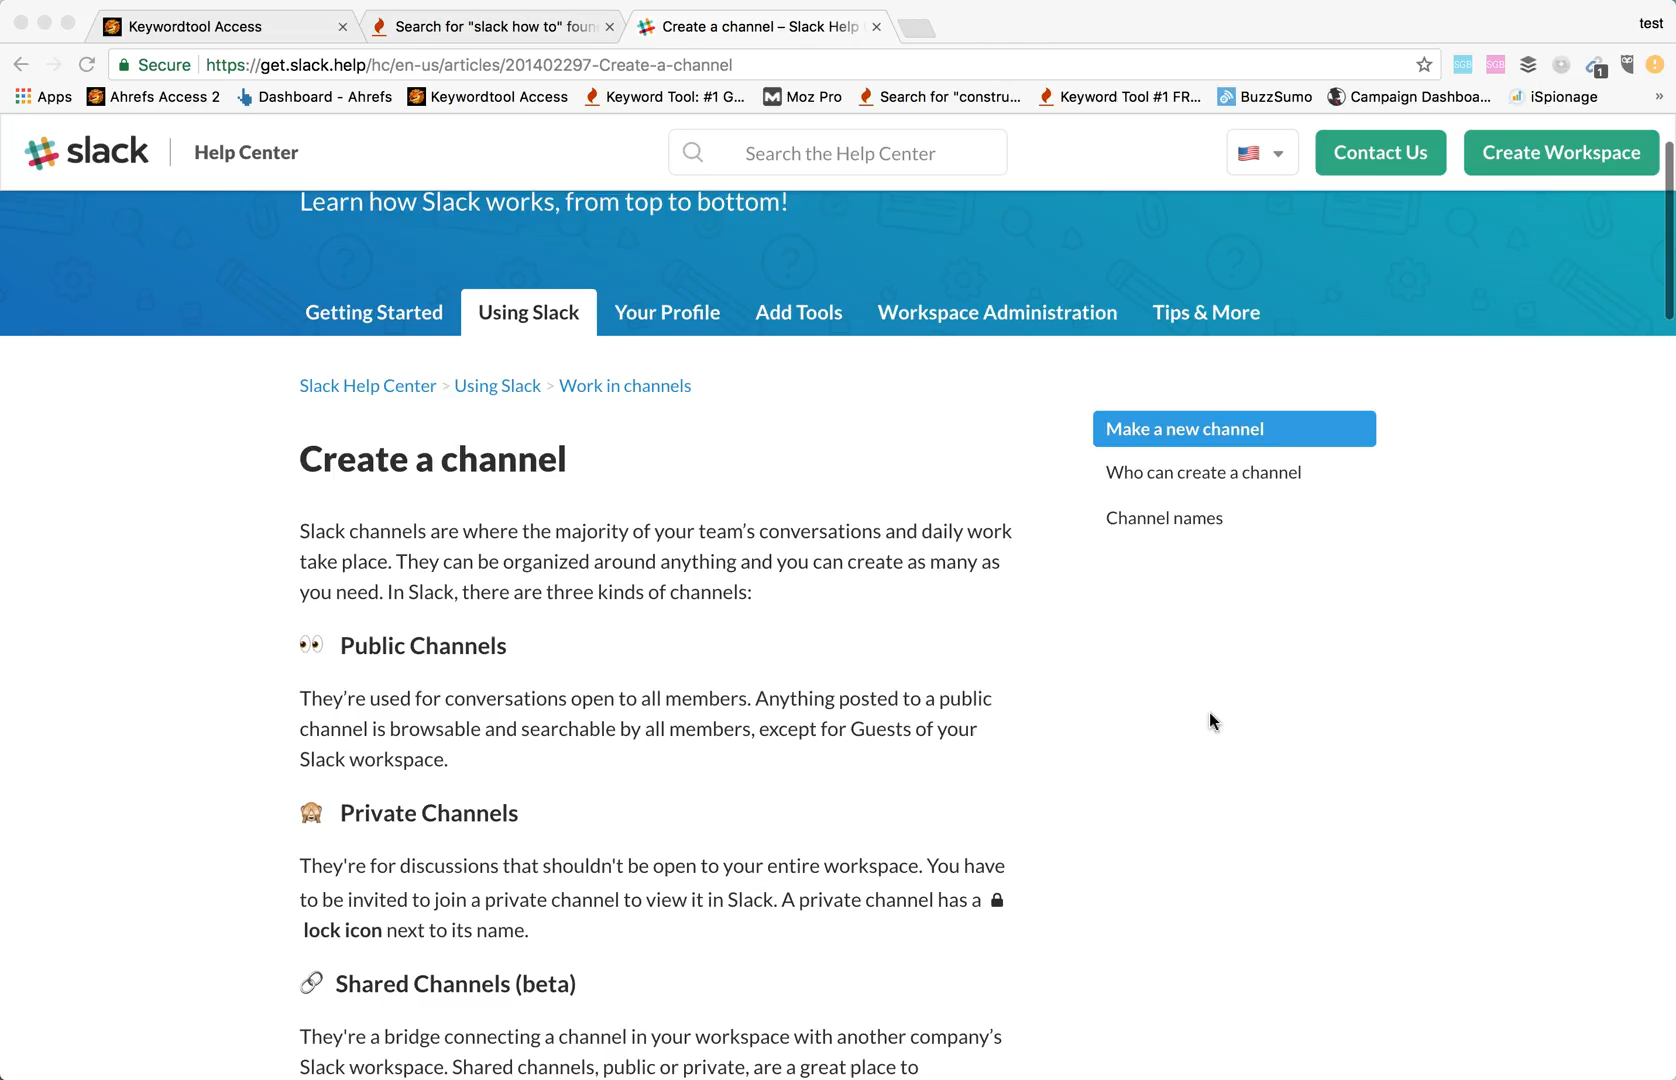 Keywordtool Access
Search for "slack how to" foun
Create a channel – Slack Help
test
Secure https://get.slack.help/hc/en-us/articles/201402297-Create-a-channel
SGB
SGB
1
Apps
Ahrefs Access 2
Dashboard - Ahrefs
Keywordtool Access
Keyword Tool: #1 G...
Moz Pro
Search for "constru...
Keyword Tool #1 FR...
BuzzSumo
Campaign Dashboa...
iSpionage
»
slack
Help Center
Search the Help Center
Contact Us
Create Workspace
Learn how Slack works, from top to bottom!
Getting Started
Using Slack
Your Profile
Add Tools
Workspace Administration
Tips & More
Slack Help Center > Using Slack > Work in channels
Create a channel
Slack channels are where the majority of your team’s conversations and daily work
take place. They can be organized around anything and you can create as many as
you need. In Slack, there are three kinds of channels:
Public Channels
They’re used for conversations open to all members. Anything posted to a public
channel is browsable and searchable by all members, except for Guests of your
Slack workspace.
Private Channels
They're for discussions that shouldn't be open to your entire workspace. You have
to be invited to join a private channel to view it in Slack. A private channel has a
lock icon next to its name.
Shared Channels (beta)
They're a bridge connecting a channel in your workspace with another company’s
Slack workspace. Shared channels, public or private, are a great place to
Make a new channel
Who can create a channel
Channel names